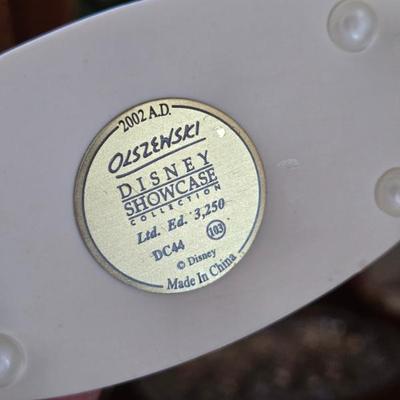 2002 A.D.
OLSZEWSKI
DISNEY
SHOWCASE
COLLECTION
Ltd. Ed. 3,250
DC44 103
© Disney
Made In China